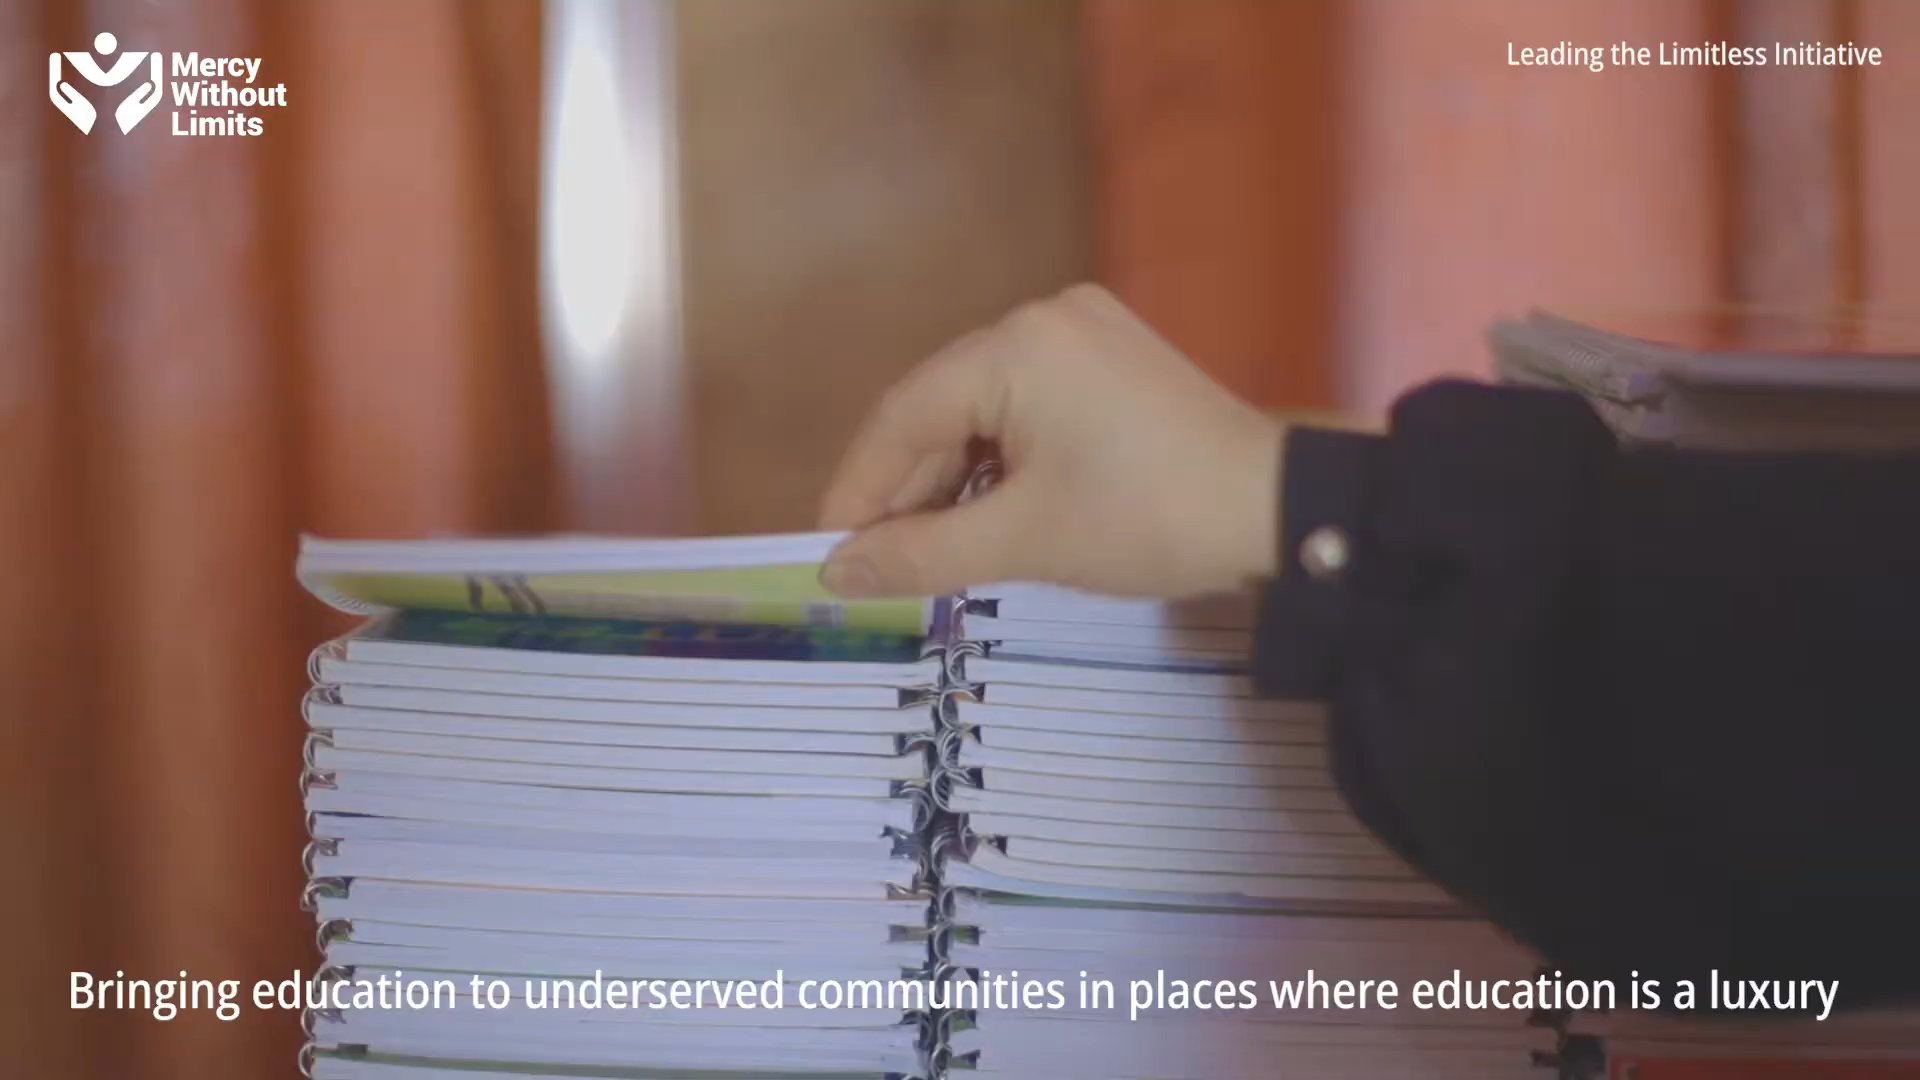 Mercy
Without
Limits
Leading the Limitless Initiative
Bringing education to underserved communities in places where education is a luxury